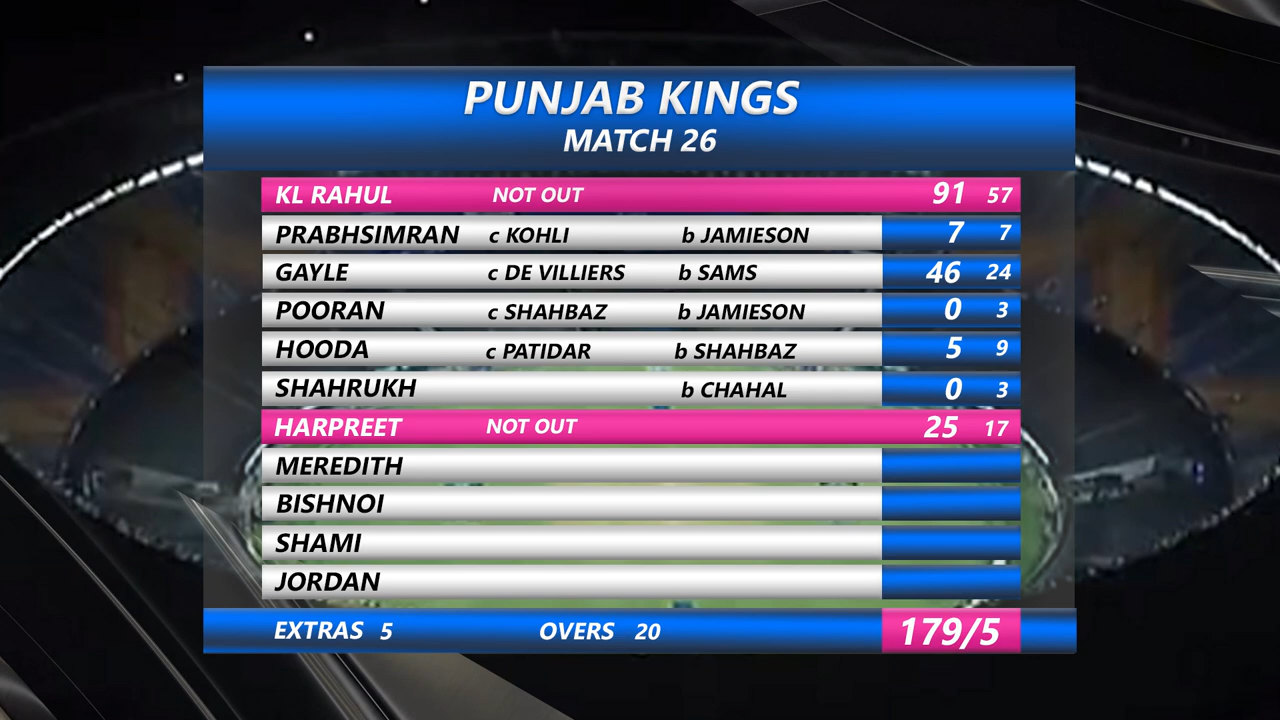 PUNJAB KINGS
MATCH 26
KL RAHUL NOT OUT 91 57
PRABHSIMRAN c KOHLI b JAMIESON 7 7
GAYLE c DE VILLIERS b SAMS 46 24
POORAN c SHAHBAZ b JAMIESON 0 3
HOODA c PATIDAR b SHAHBAZ 5 9
SHAHRUKH b CHAHAL 0 3
HARPREET NOT OUT 25 17
MEREDITH
BISHNOI
SHAMI
JORDAN
EXTRAS 5 OVERS 20 179/5